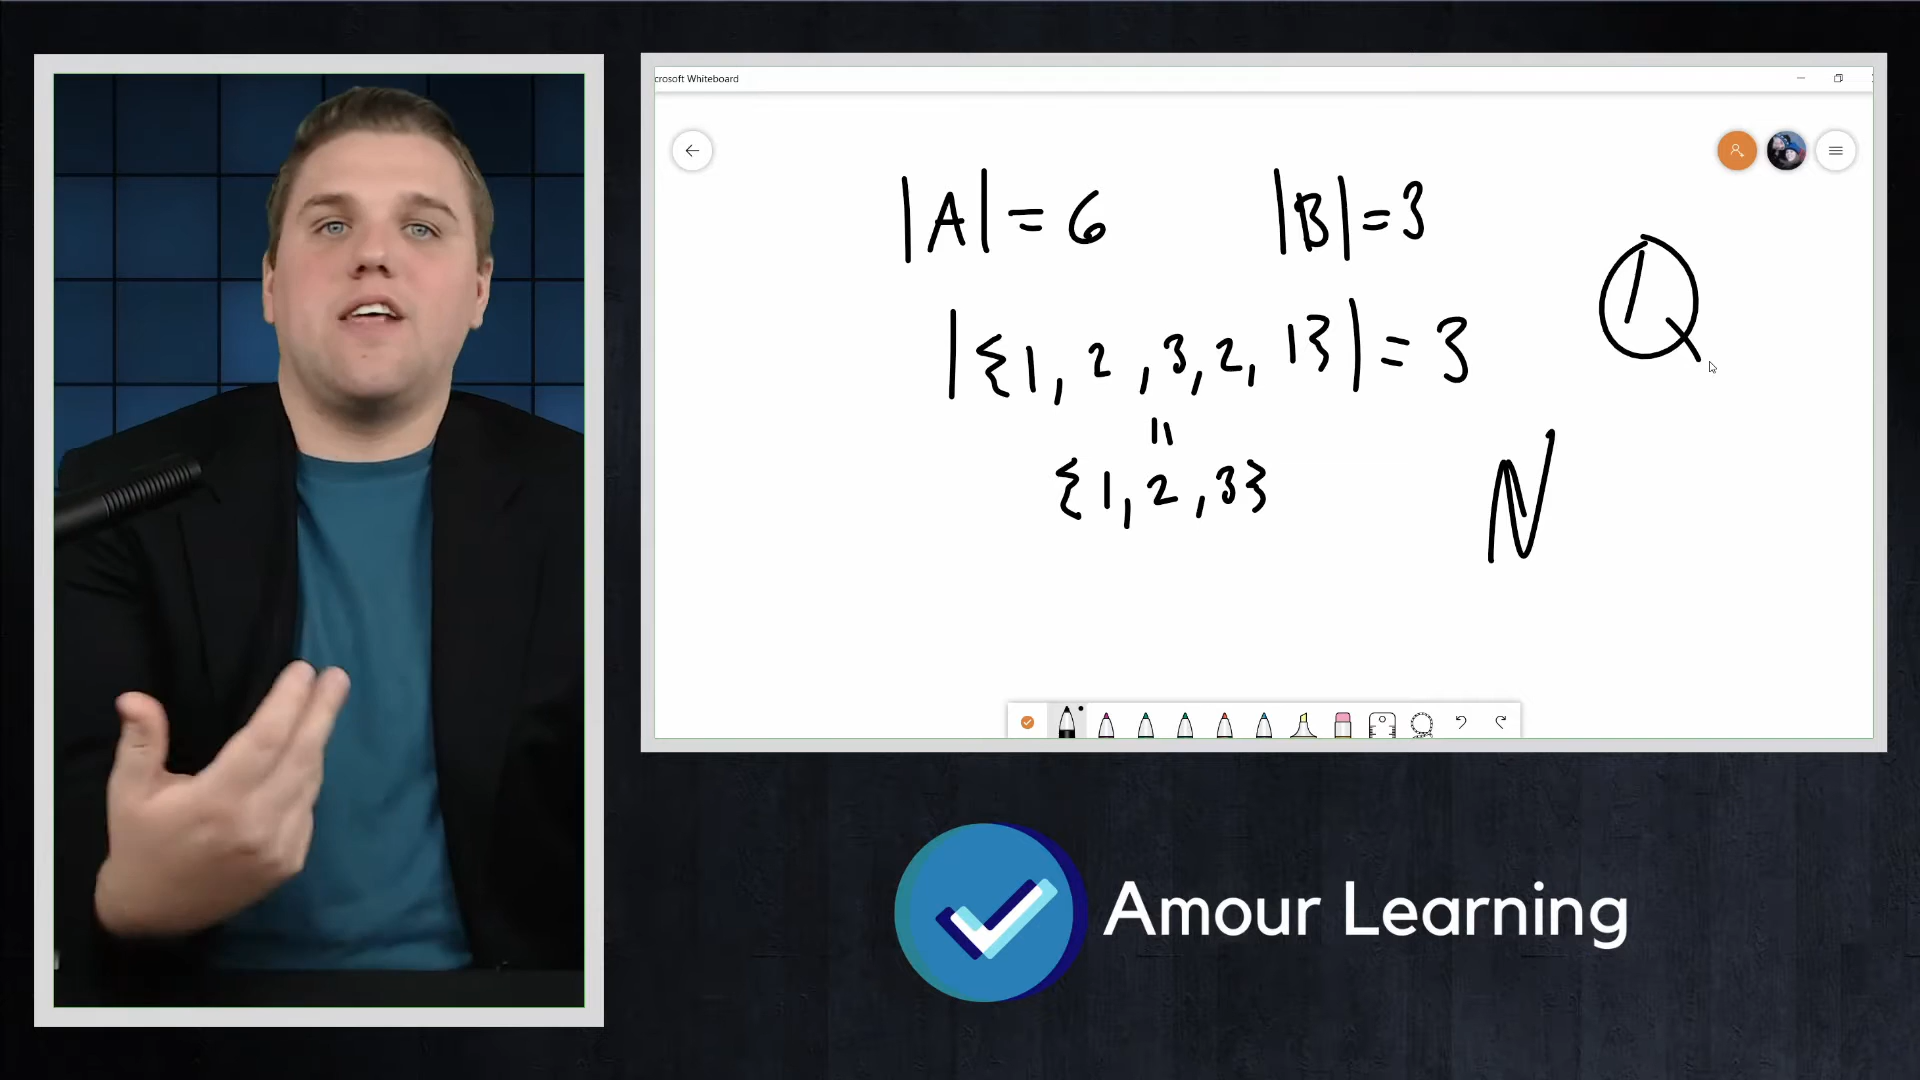 crosoft Whiteboard
|A| = 6 |B| = 3
|{1, 2, 3, 2, 1}| = 3
ℚ
=
{1, 2, 3}
ℕ
Amour Learning